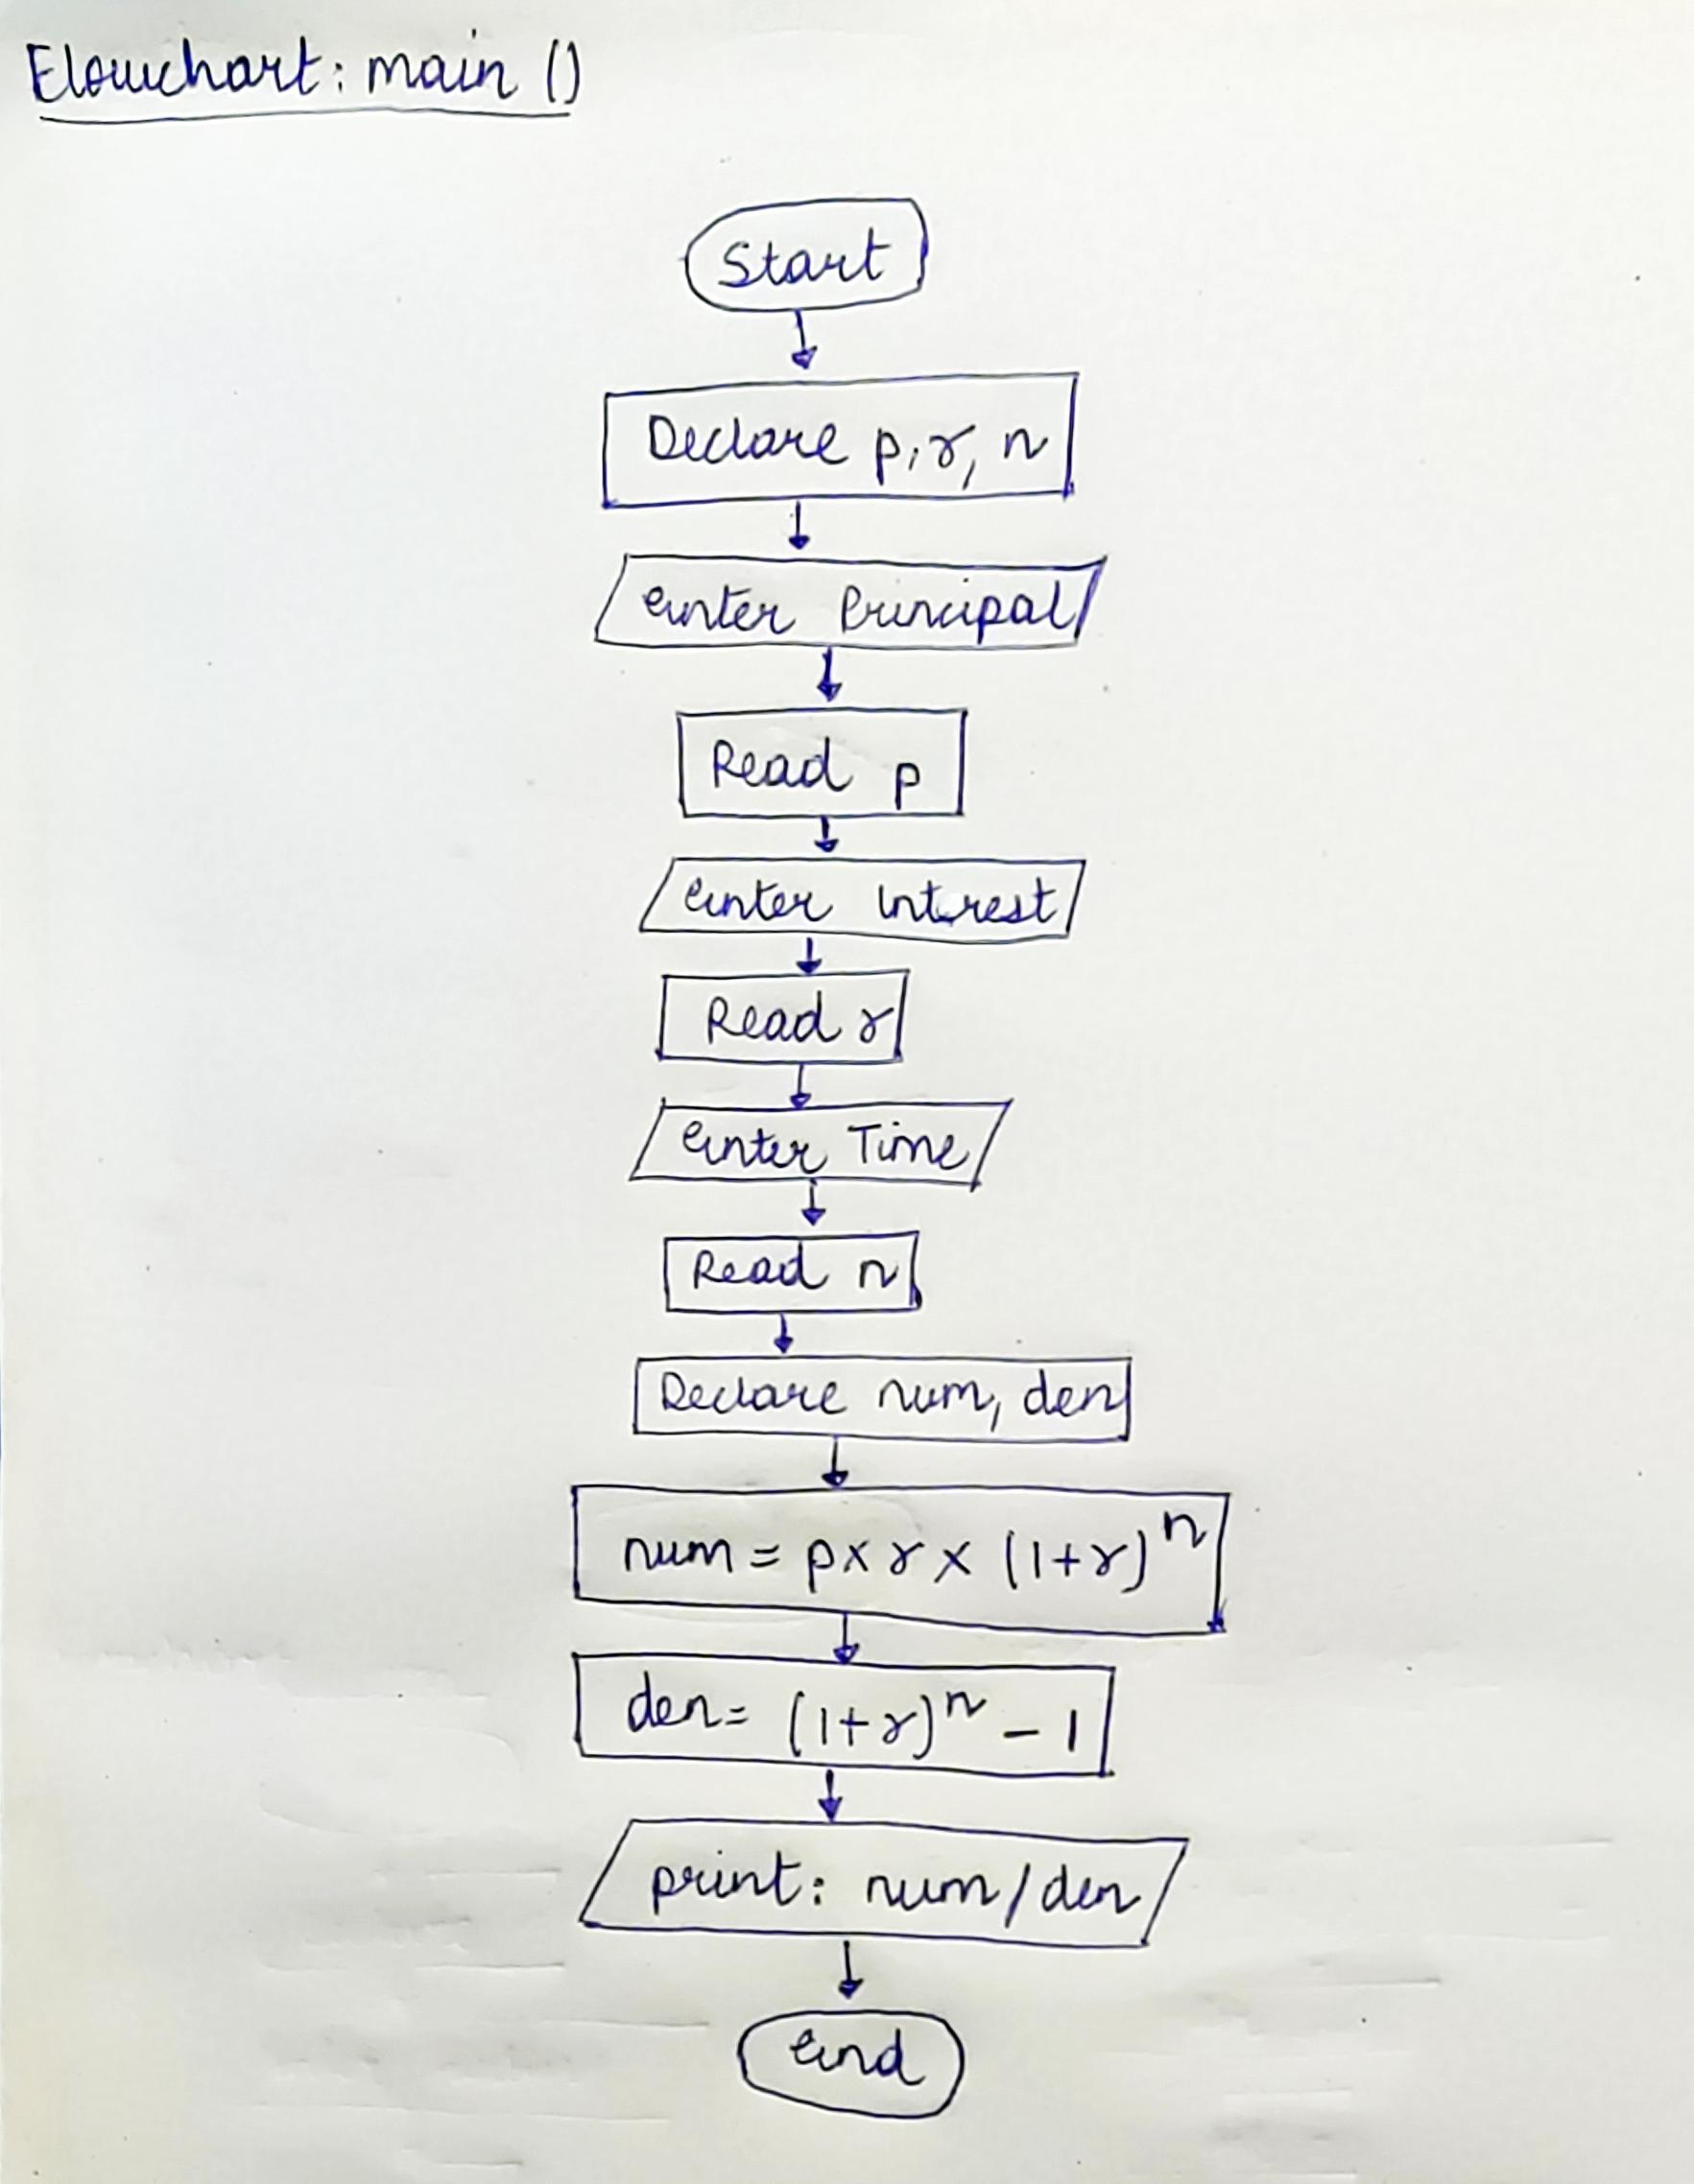 Flowchart: main ()
Start
Declare p, r, n
enter Principal
Read p
enter Intrest
Read r
enter Time
Read n
Declare num, den
num = p x r x (1+r)^n
den = (1+r)^n - 1
print: num/den
end